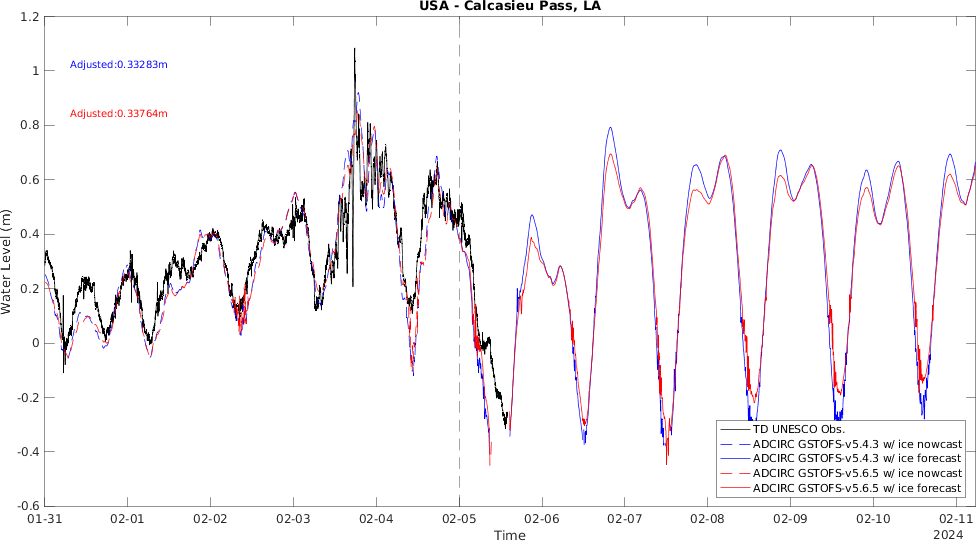 USA - Calcasieu Pass, LA
1.2
1
0.8
0.6
0.4
0.2
0
-0.2
-0.4
-0.6
Water Level (m)
Adjusted:0.33283m
Adjusted:0.33764m
TD UNESCO Obs.
ADCIRC GSTOFS-v5.4.3 w/ ice nowcast
ADCIRC GSTOFS-v5.4.3 w/ ice forecast
ADCIRC GSTOFS-v5.6.5 w/ ice nowcast
ADCIRC GSTOFS-v5.6.5 w/ ice forecast
01-31 02-01 02-02 02-03 02-04 02-05 02-06 02-07 02-08 02-09 02-10 02-11
Time
2024